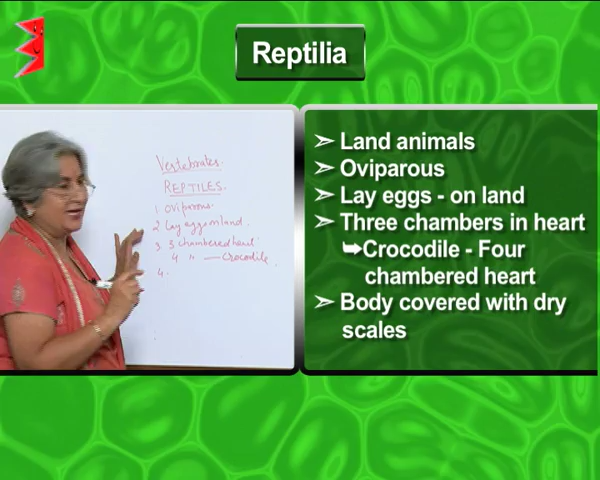 Reptilia
Vertebrates.
REPTILES.
1 Oviparous
2 Lay eggs on land.
3 3 chambered heart
4 " — Crocodile.
4.
➢ Land animals
➢ Oviparous
➢ Lay eggs - on land
➢ Three chambers in heart
➥Crocodile - Four
chambered heart
➢ Body covered with dry
scales